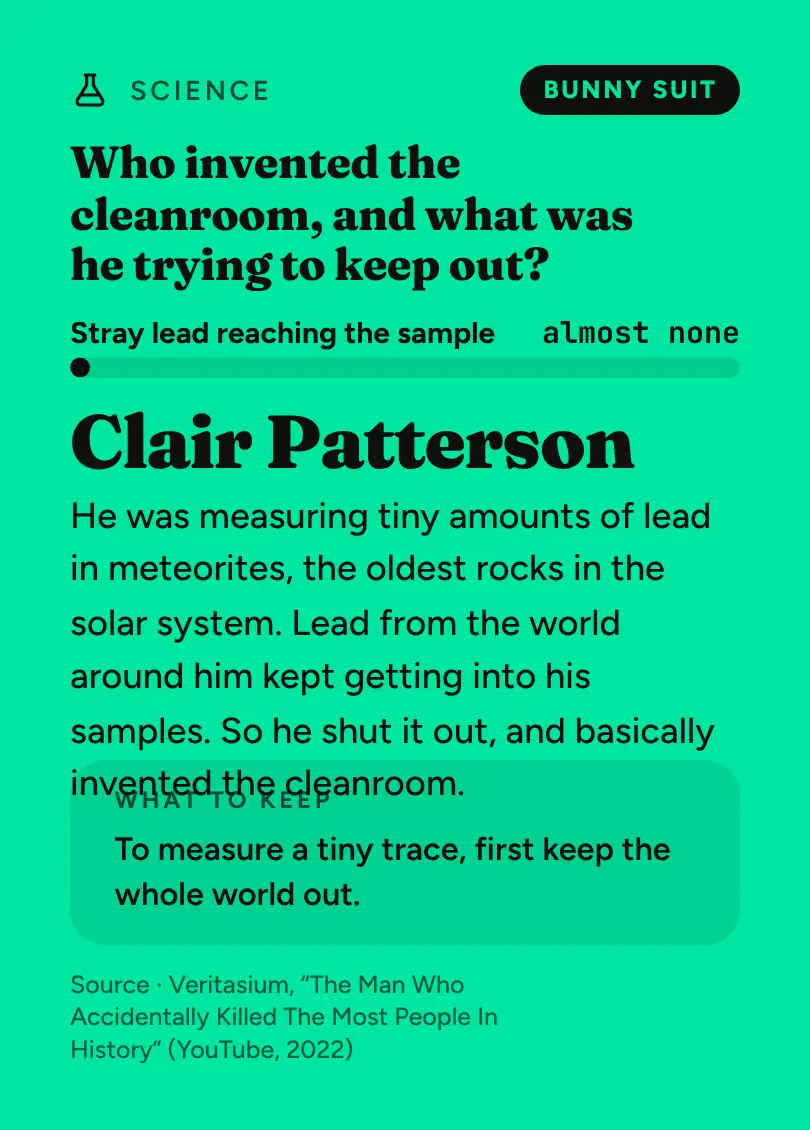 SCIENCE
BUNNY SUIT
Who invented the
cleanroom, and what was
he trying to keep out?
Stray lead reaching the sample
almost none
Clair Patterson
He was measuring tiny amounts of lead
in meteorites, the oldest rocks in the
solar system. Lead from the world
around him kept getting into his
samples. So he shut it out, and basically
invented the cleanroom.
WHAT TO KEEP
To measure a tiny trace, first keep the
whole world out.
Source · Veritasium, “The Man Who
Accidentally Killed The Most People In
History” (YouTube, 2022)